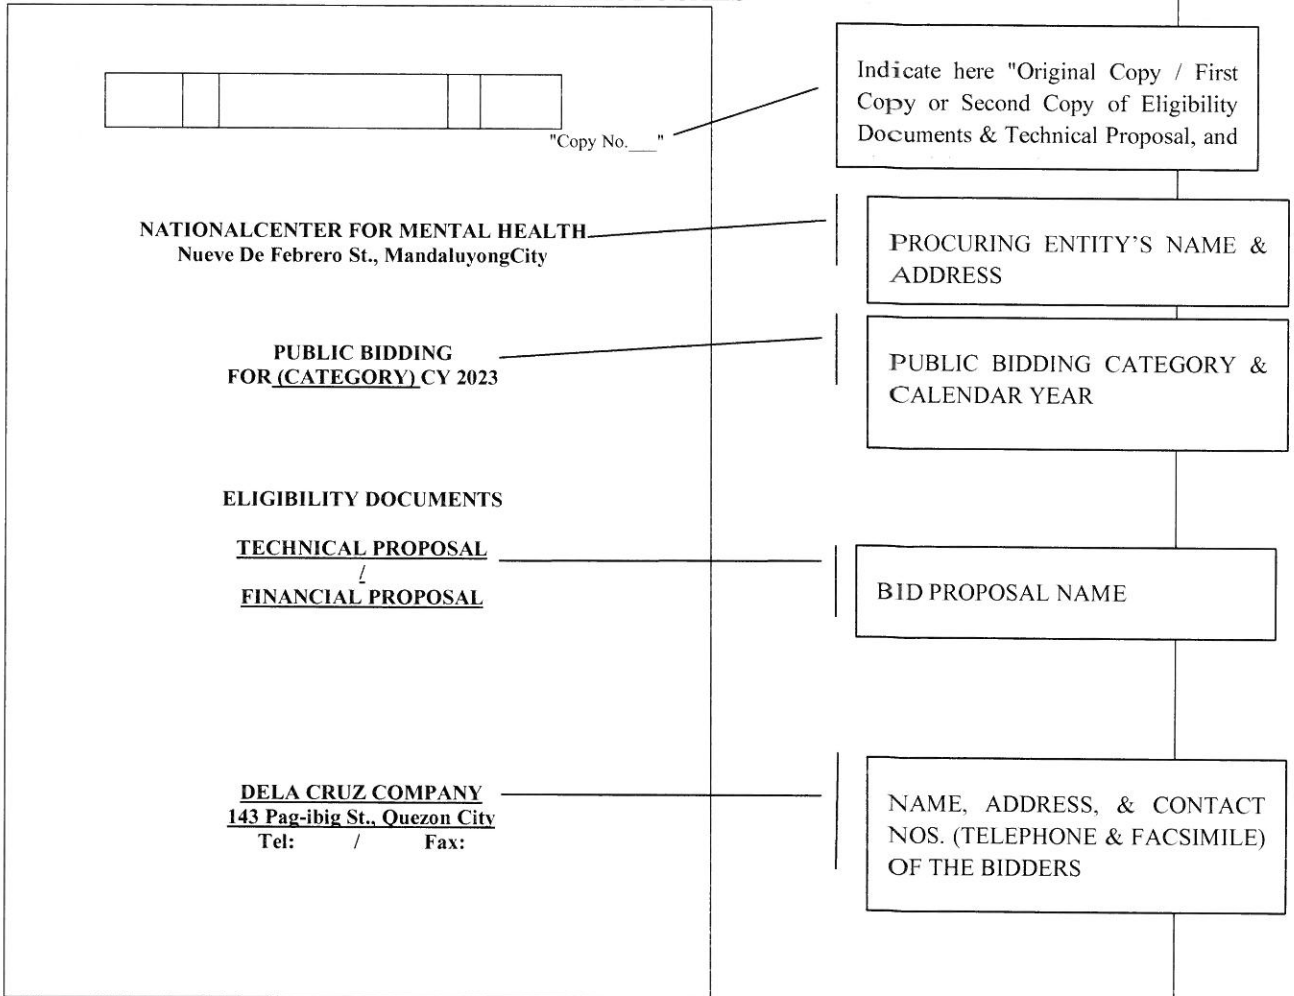 "Copy No.___"
Indicate here "Original Copy / First
Copy or Second Copy of Eligibility
Documents & Technical Proposal, and
NATIONALCENTER FOR MENTAL HEALTH
Nueve De Febrero St., MandaluyongCity
PROCURING ENTITY'S NAME &
ADDRESS
PUBLIC BIDDING
FOR (CATEGORY) CY 2023
PUBLIC BIDDING CATEGORY &
CALENDAR YEAR
ELIGIBILITY DOCUMENTS
TECHNICAL PROPOSAL
/
FINANCIAL PROPOSAL
BID PROPOSAL NAME
DELA CRUZ COMPANY
143 Pag-ibig St., Quezon City
Tel: / Fax:
NAME, ADDRESS, & CONTACT
NOS. (TELEPHONE & FACSIMILE)
OF THE BIDDERS